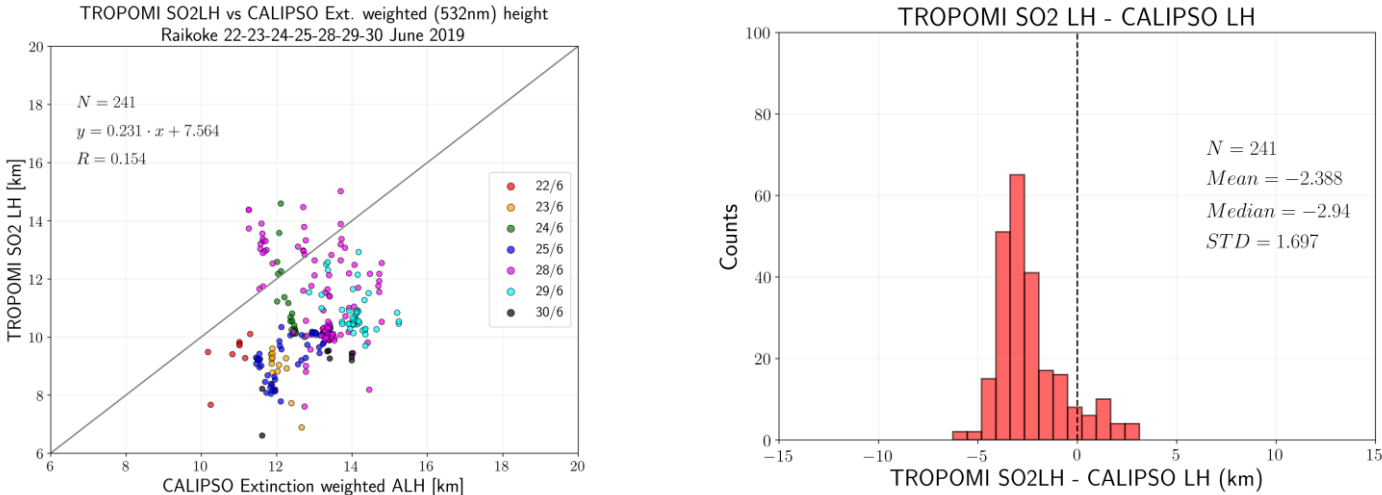 TROPOMI SO2LH vs CALIPSO Ext. weighted (532nm) height
Raikoke 22-23-24-25-28-29-30 June 2019
20
18
16
14
12
10
8
6
TROPOMI SO2 LH [km]
N = 241
y = 0.231 · x + 7.564
R = 0.154
22/6
23/6
24/6
25/6
28/6
29/6
30/6
6 8 10 12 14 16 18 20
CALIPSO Extinction weighted ALH [km]
TROPOMI SO2 LH - CALIPSO LH
100
80
60
40
20
0
Counts
N = 241
Mean = −2.388
Median = −2.94
STD = 1.697
−15 −10 −5 0 5 10 15
TROPOMI SO2LH - CALIPSO LH (km)